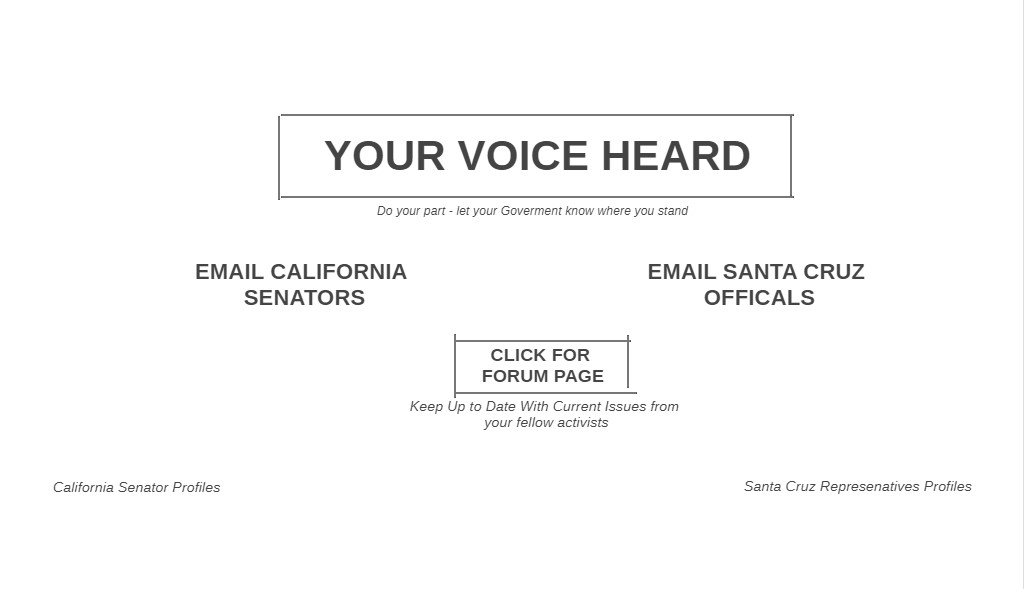 YOUR VOICE HEARD
Do your part - let your Goverment know where you stand
EMAIL CALIFORNIA
SENATORS
EMAIL SANTA CRUZ
OFFICALS
CLICK FOR
FORUM PAGE
Keep Up to Date With Current Issues from
your fellow activists
California Senator Profiles
Santa Cruz Represenatives Profiles